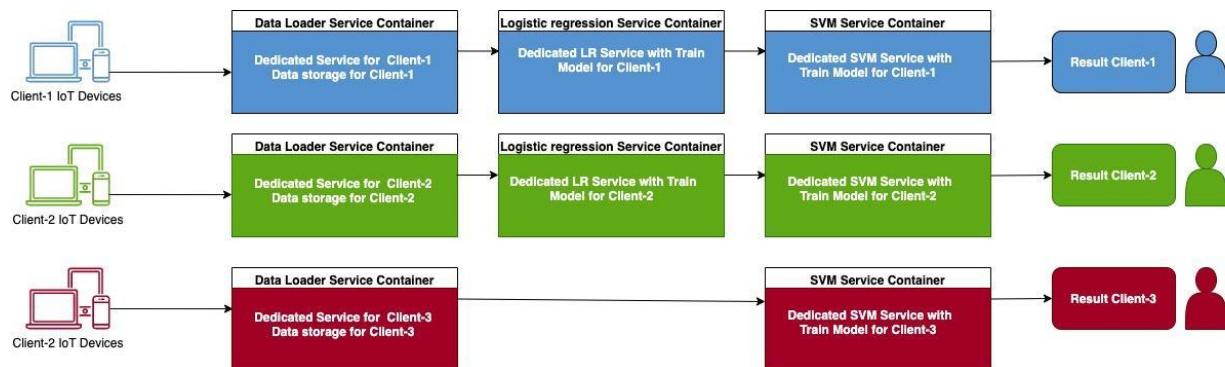 Data Loader Service Container
Logistic regression Service Container
SVM Service Container
Dedicated Service for Client-1
Data storage for Client-1
Dedicated LR Service with Train
Model for Client-1
Dedicated SVM Service with
Train Model for Client-1
Result Client-1
Client-1 IoT Devices
Data Loader Service Container
Logistic regression Service Container
SVM Service Container
Dedicated Service for Client-2
Data storage for Client-2
Dedicated LR Service with Train
Model for Client-2
Dedicated SVM Service with
Train Model for Client-2
Result Client-2
Client-2 IoT Devices
Data Loader Service Container
SVM Service Container
Dedicated Service for Client-3
Data storage for Client-3
Dedicated SVM Service with
Train Model for Client-3
Result Client-3
Client-2 IoT Devices